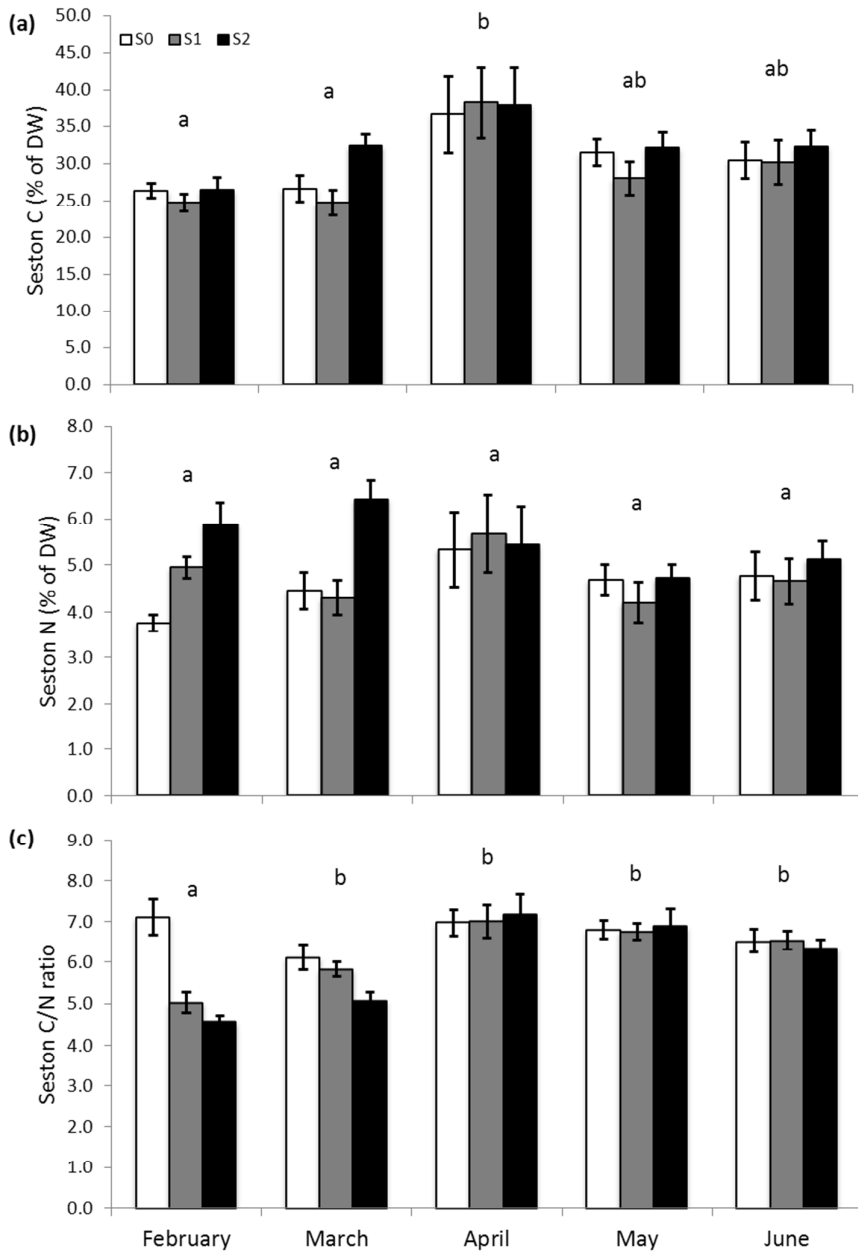 (a)
Seston C (% of DW)
50.0
45.0
40.0
35.0
30.0
25.0
20.0
15.0
10.0
5.0
0.0
S0 S1 S2
a a b ab ab
(b)
Seston N (% of DW)
8.0
7.0
6.0
5.0
4.0
3.0
2.0
1.0
0.0
a a a a a
(c)
Seston C/N ratio
9.0
8.0
7.0
6.0
5.0
4.0
3.0
2.0
1.0
0.0
a b b b b
February March April May June